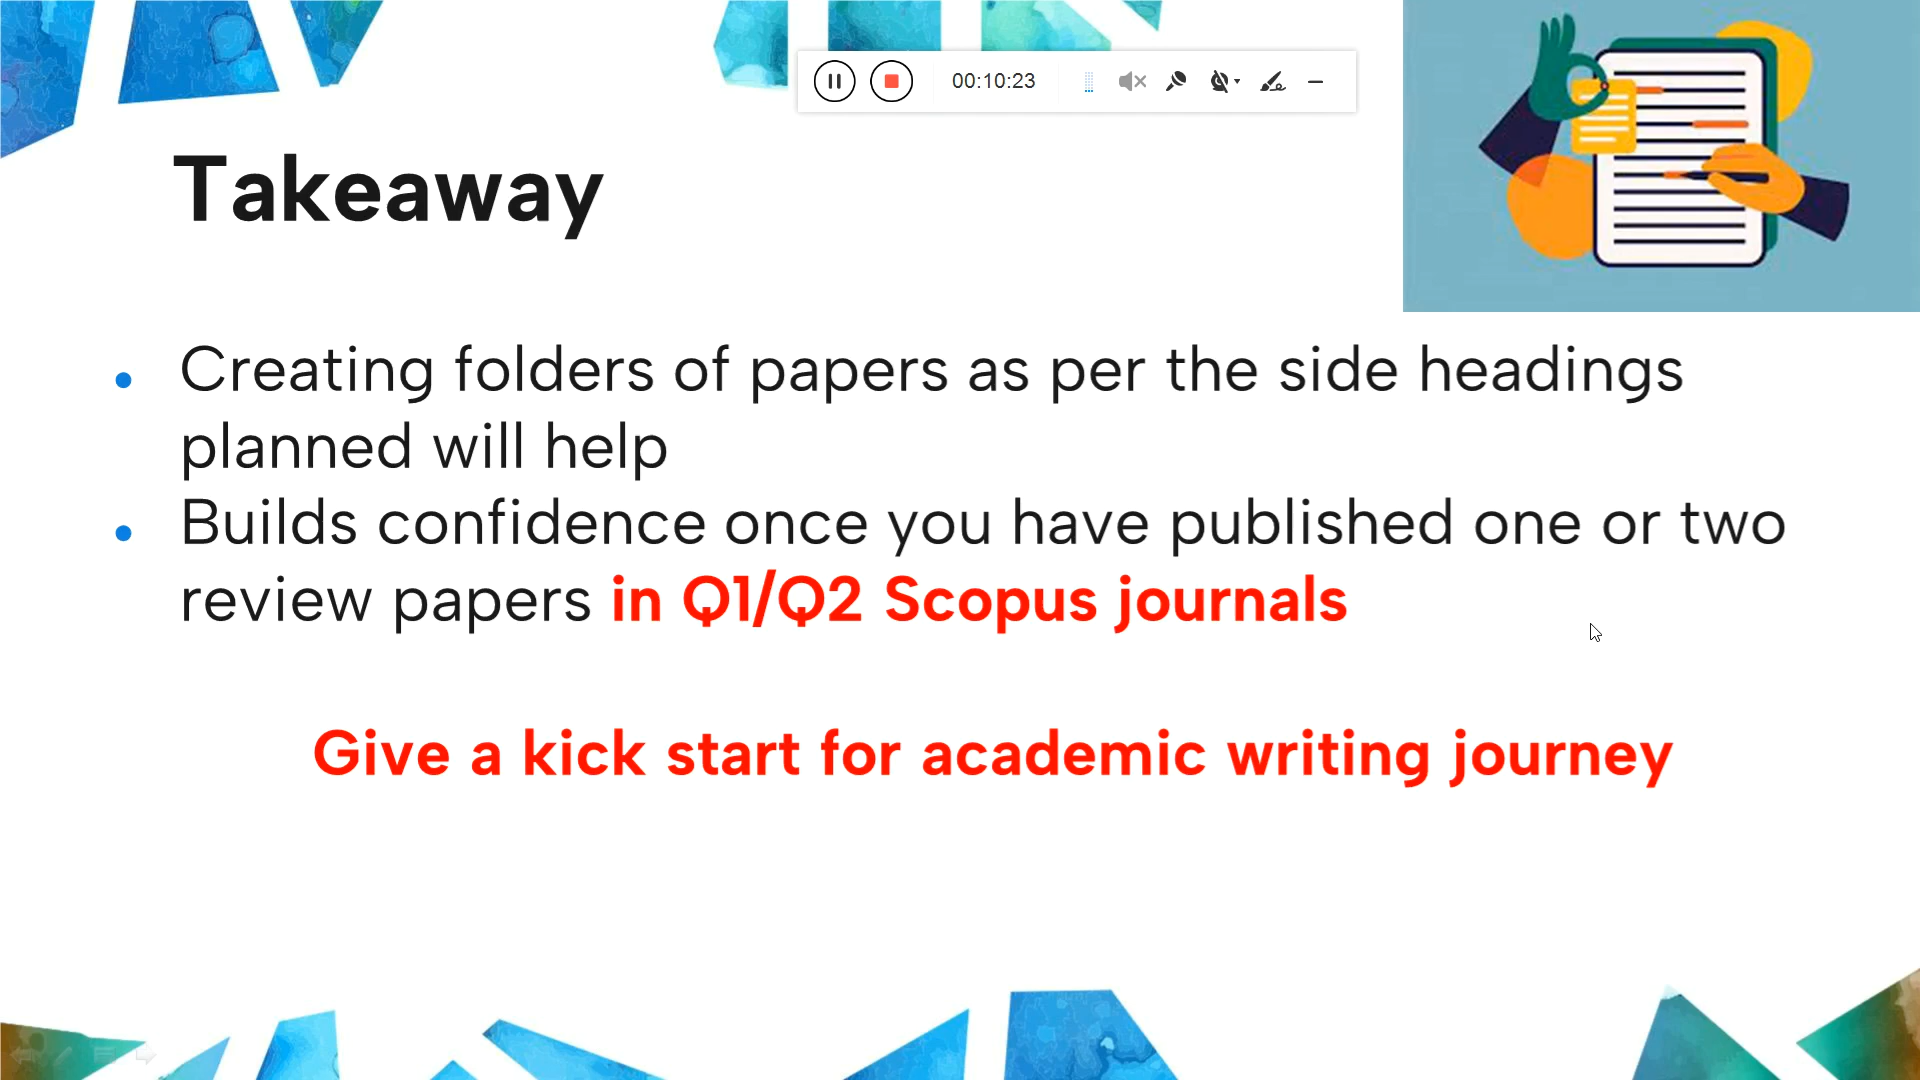 00:10:23
Takeaway
Creating folders of papers as per the side headings
planned will help
Builds confidence once you have published one or two
review papers in Q1/Q2 Scopus journals
Give a kick start for academic writing journey